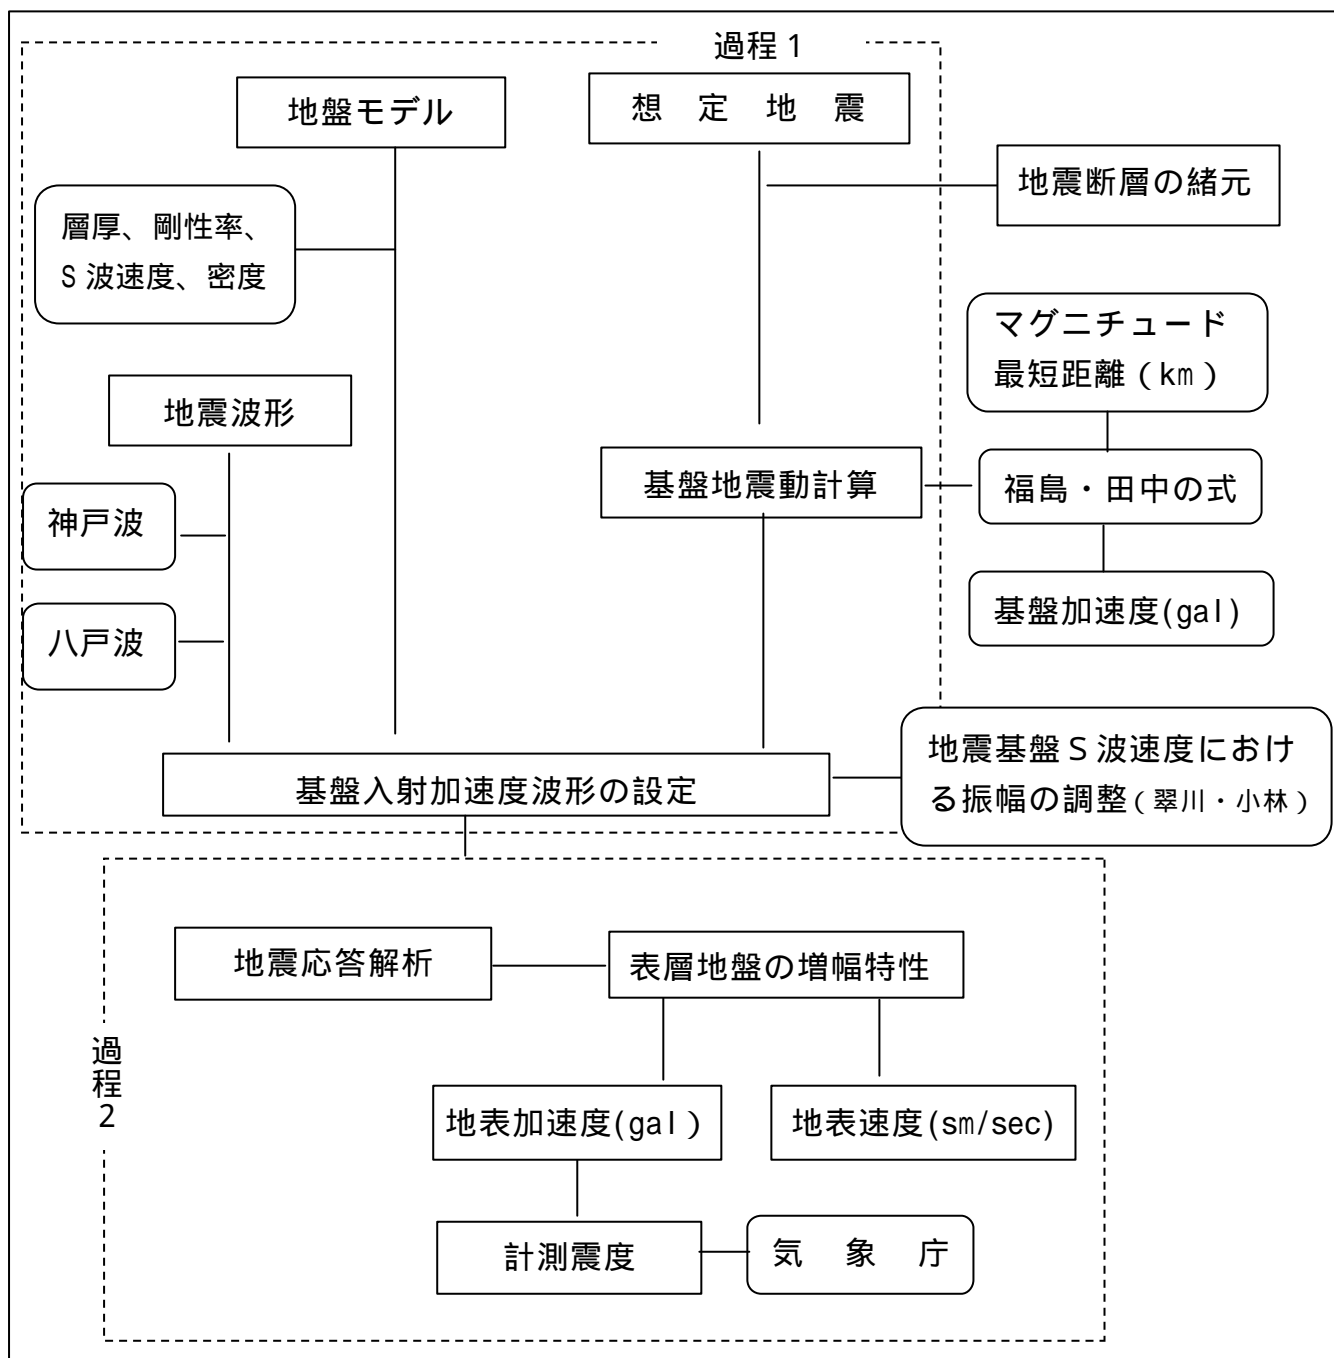 過程1
地盤モデル
想 定 地 震
地震断層の緒元
層厚、剛性率、
S波速度、密度
マグニチュード
最短距離(km)
地震波形
基盤地震動計算
福島・田中の式
神戸波
基盤加速度(gal)
八戸波
地震基盤S波速度におけ
る振幅の調整(翠川・小林)
基盤入射加速度波形の設定
過程2
地震応答解析
表層地盤の増幅特性
地表加速度(gal)
地表速度(sm/sec)
計測震度
気 象 庁